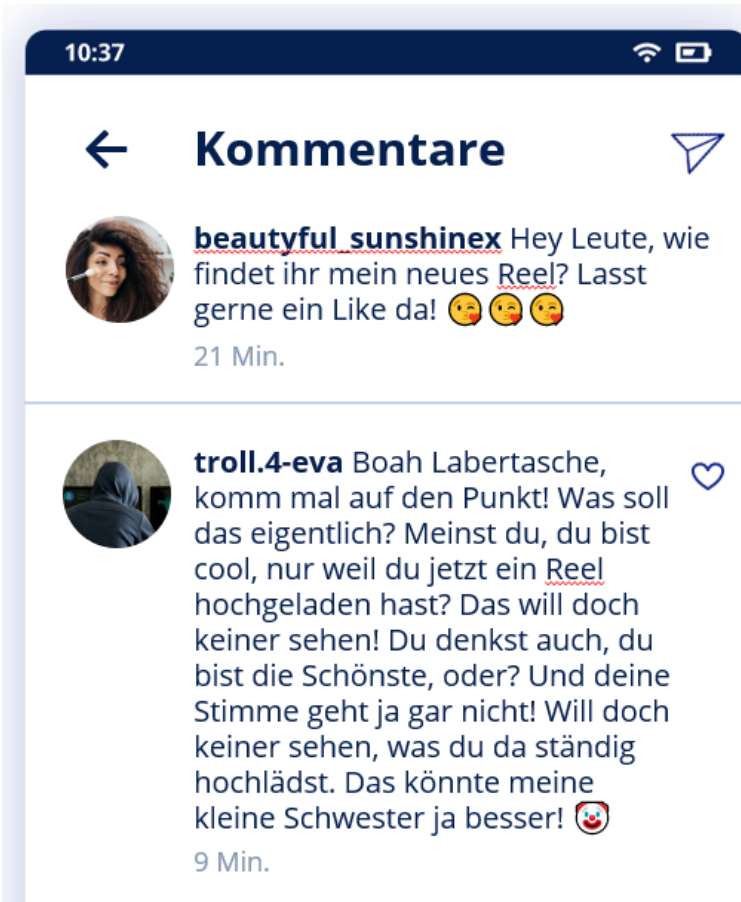 10:37
Kommentare
beautyful_sunshinex Hey Leute, wie
findet ihr mein neues Reel? Lasst
gerne ein Like da! 😘😘😘
21 Min.
troll.4-eva Boah Labertasche,
komm mal auf den Punkt! Was soll
das eigentlich? Meinst du, du bist
cool, nur weil du jetzt ein Reel
hochgeladen hast? Das will doch
keiner sehen! Du denkst auch, du
bist die Schönste, oder? Und deine
Stimme geht ja gar nicht! Will doch
keiner sehen, was du da ständig
hochlädst. Das könnte meine
kleine Schwester ja besser! 🤡
9 Min.